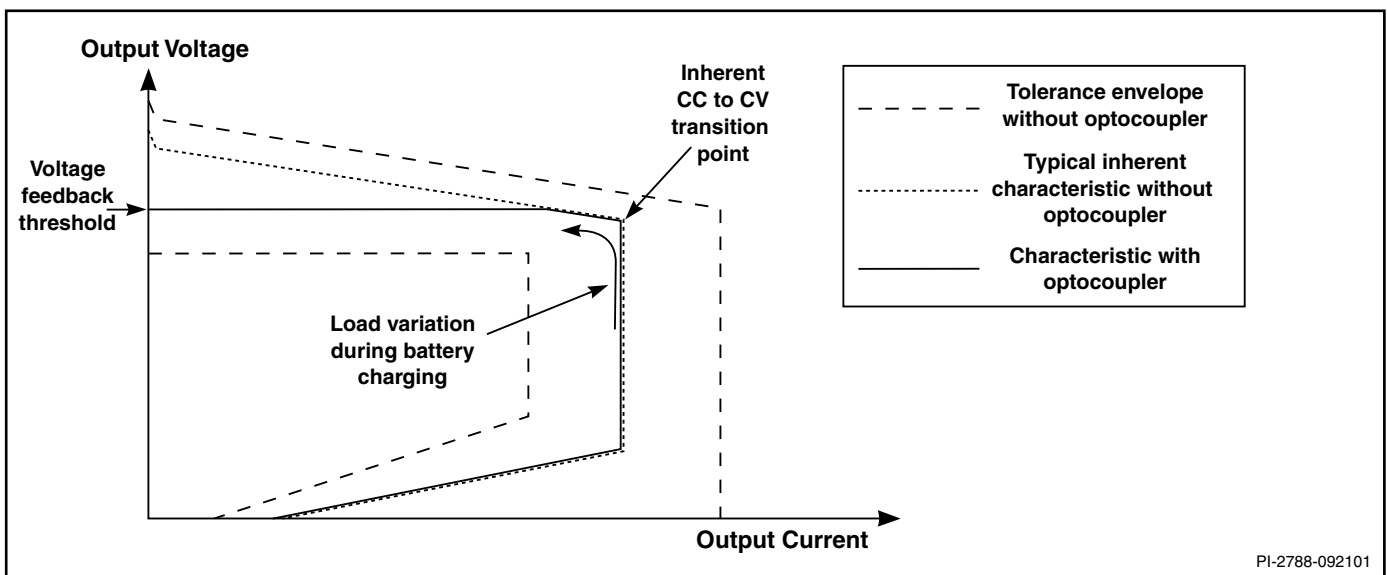 Output Voltage
Inherent
CC to CV
transition
point
Voltage
feedback
threshold
Load variation
during battery
charging
Output Current
Tolerance envelope
without optocoupler
Typical inherent
characteristic without
optocoupler
Characteristic with
optocoupler
PI-2788-092101